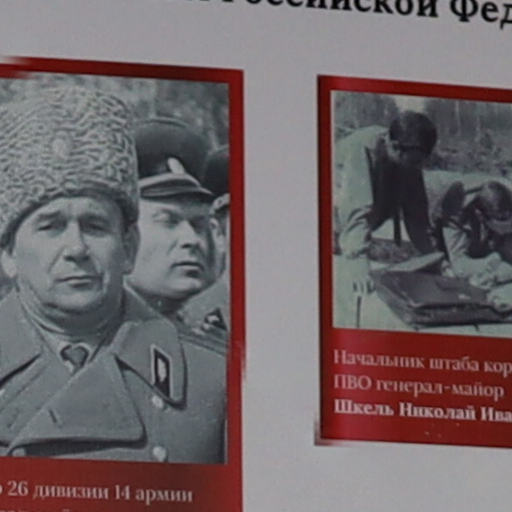 Российской Фед
26 дивизии 14 армии
Начальник штаба кор
ПВО генерал-майор
Шкель Николай Ива